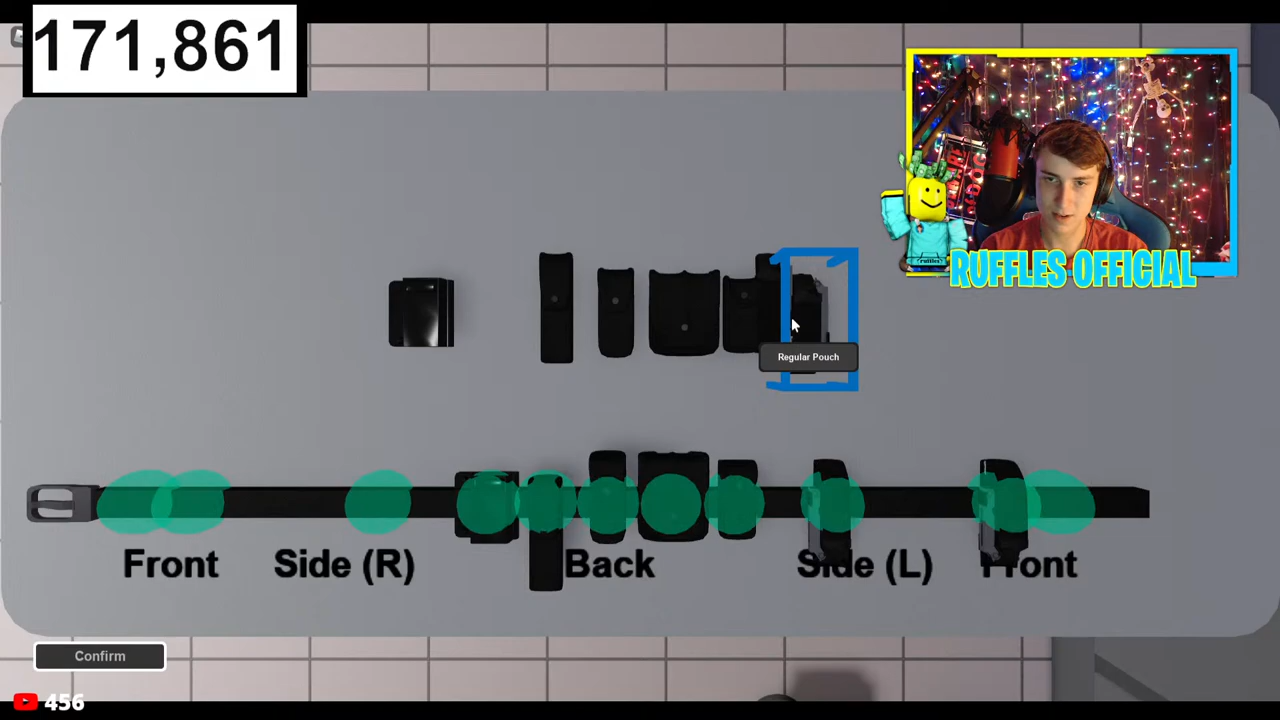 171,861
RUFFLES OFFICIAL
Regular Pouch
Front
Side (R)
Back
Side (L)
Front
Confirm
456